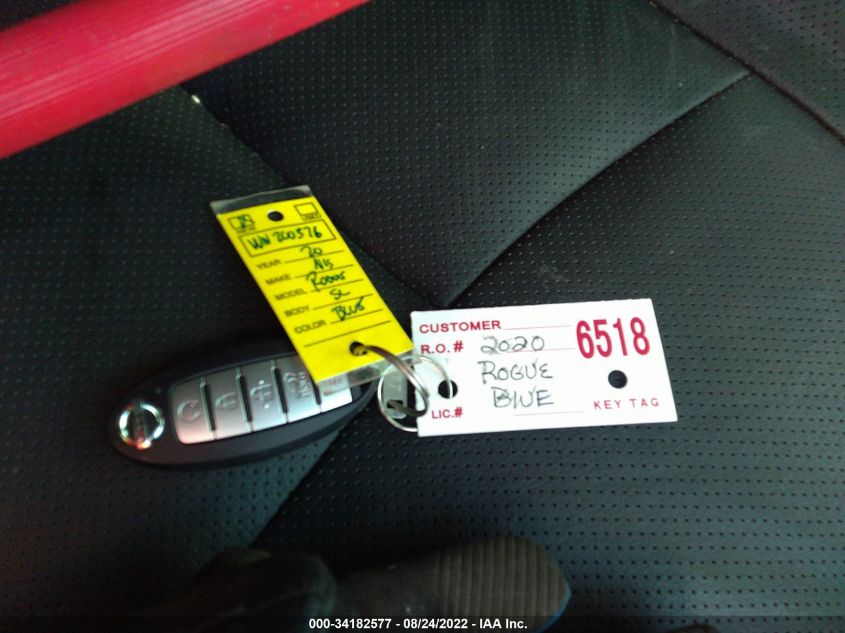 WN 200576
YEAR 20
MAKE NIS
MODEL ROGUE
BODY SL
COLOR BLUE
CUSTOMER
R.O.# 2020
ROGUE
BLUE
LIC.#
6518
KEY TAG
000-34182577 - 08/24/2022 - IAA Inc.